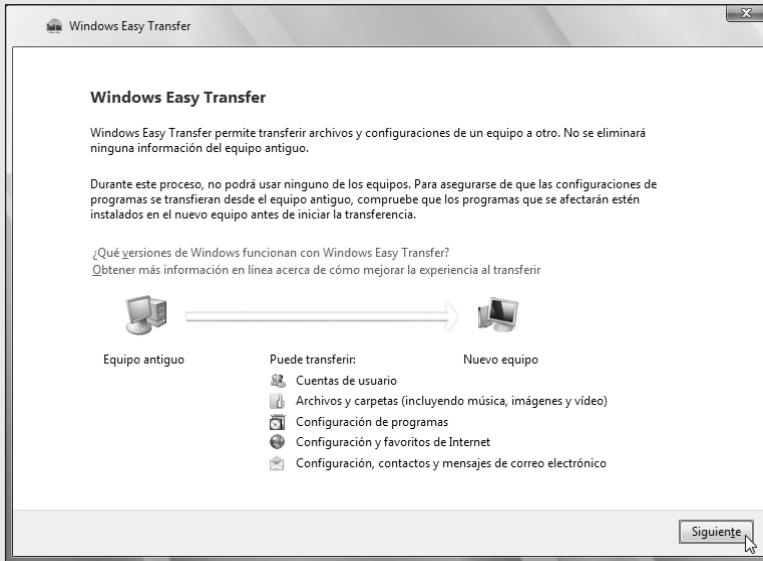 Windows Easy Transfer
Windows Easy Transfer
Windows Easy Transfer permite transferir archivos y configuraciones de un equipo a otro. No se eliminará
ninguna información del equipo antiguo.
Durante este proceso, no podrá usar ninguno de los equipos. Para asegurarse de que las configuraciones de
programas se transfieran desde el equipo antiguo, compruebe que los programas que se afectarán estén
instalados en el nuevo equipo antes de iniciar la transferencia.
¿Qué versiones de Windows funcionan con Windows Easy Transfer?
Obtener más información en línea acerca de cómo mejorar la experiencia al transferir
Equipo antiguo
Puede transferir:
Nuevo equipo
Cuentas de usuario
Archivos y carpetas (incluyendo música, imágenes y vídeo)
Configuración de programas
Configuración y favoritos de Internet
Configuración, contactos y mensajes de correo electrónico
Siguiente